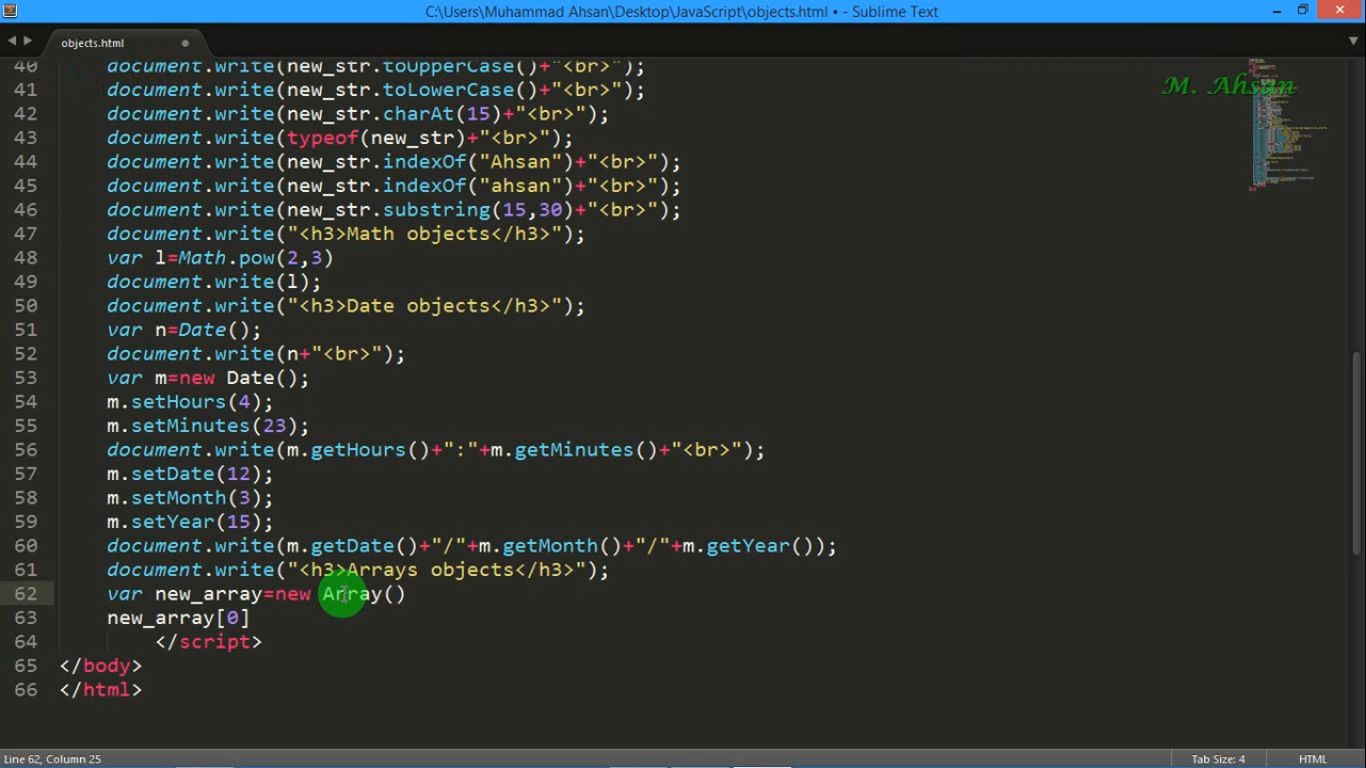 C:\Users\Muhammad Ahsan\Desktop\JavaScript\objects.html • - Sublime Text
objects.html
M. Ahsan
40 document.write(new_str.toUpperCase()+"<br>");
41 document.write(new_str.toLowerCase()+"<br>");
42 document.write(new_str.charAt(15)+"<br>");
43 document.write(typeof(new_str)+"<br>");
44 document.write(new_str.indexOf("Ahsan")+"<br>");
45 document.write(new_str.indexOf("ahsan")+"<br>");
46 document.write(new_str.substring(15,30)+"<br>");
47 document.write("<h3>Math objects</h3>");
48 var l=Math.pow(2,3)
49 document.write(l);
50 document.write("<h3>Date objects</h3>");
51 var n=Date();
52 document.write(n+"<br>");
53 var m=new Date();
54 m.setHours(4);
55 m.setMinutes(23);
56 document.write(m.getHours()+":"+m.getMinutes()+"<br>");
57 m.setDate(12);
58 m.setMonth(3);
59 m.setYear(15);
60 document.write(m.getDate()+"/"+m.getMonth()+"/"+m.getYear());
61 document.write("<h3>Arrays objects</h3>");
62 var new_array=new Array()
63 new_array[0]
64 </script>
65 </body>
66 </html>
Line 62, Column 25
Tab Size: 4
HTML